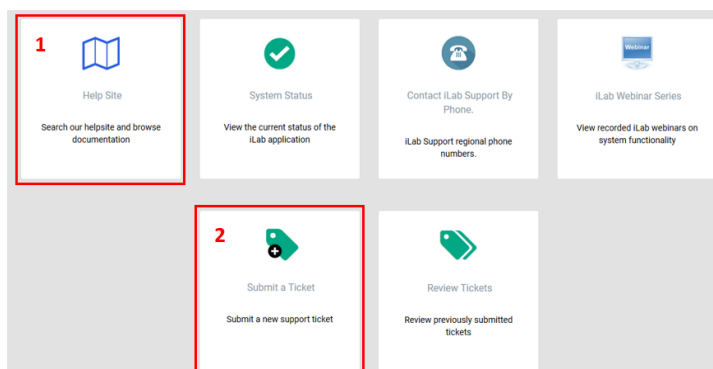 1
Help Site
Search our helpsite and browse
documentation
System Status
View the current status of the
iLab application
Contact iLab Support By
Phone.
iLab Support regional phone
numbers.
Webinar
iLab Webinar Series
View recorded iLab webinars on
system functionality
2
Submit a Ticket
Submit a new support ticket
Review Tickets
Review previously submitted
tickets